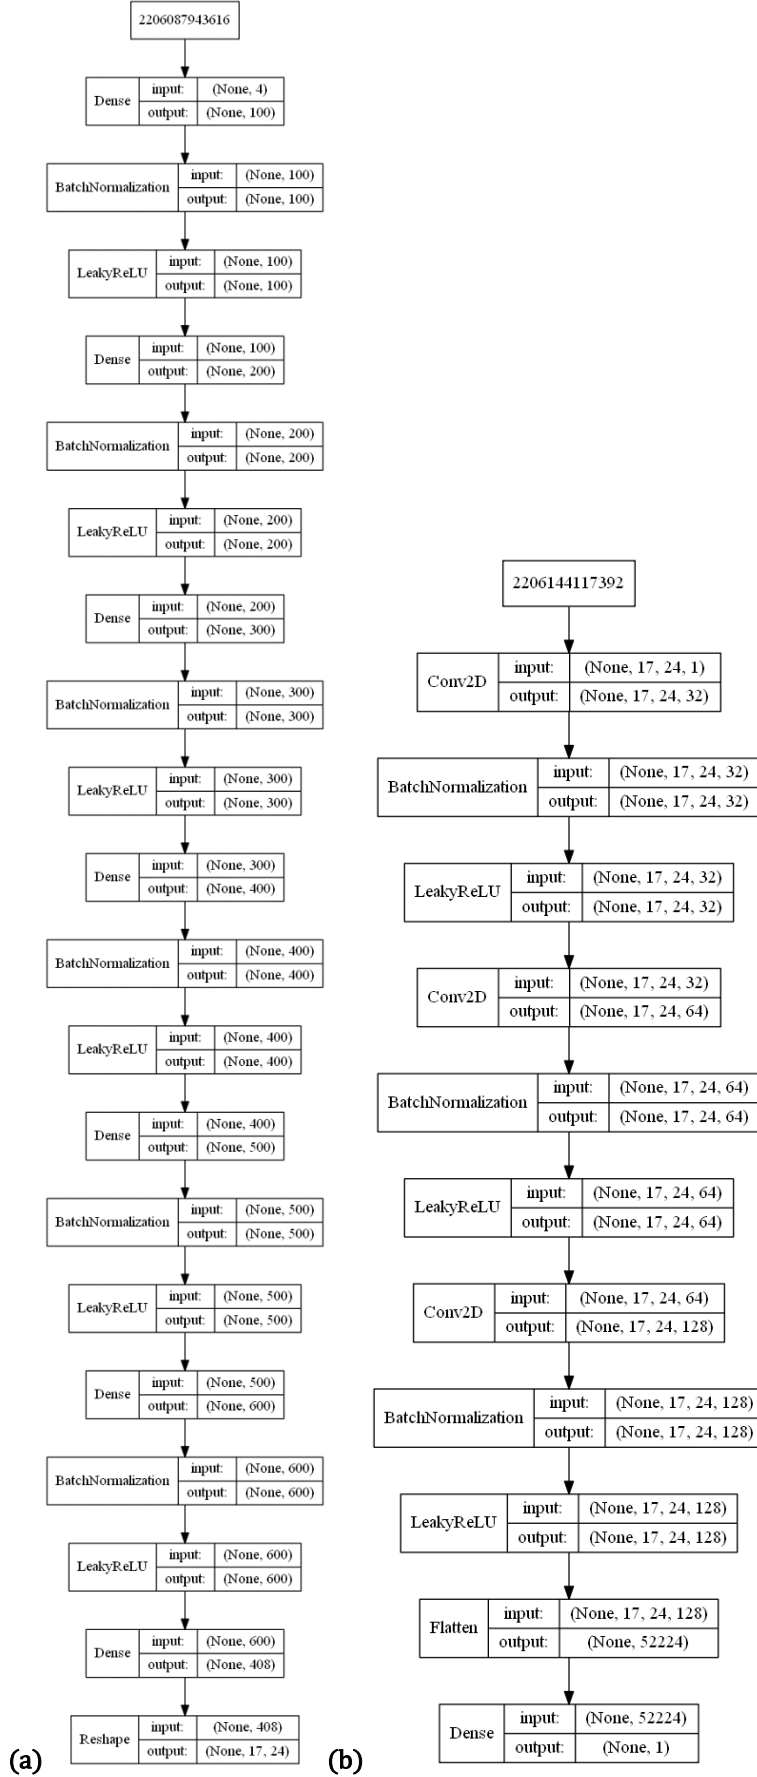 2206087943616
Dense input: (None, 4)
output: (None, 100)
BatchNormalization input: (None, 100)
output: (None, 100)
LeakyReLU input: (None, 100)
output: (None, 100)
Dense input: (None, 100)
output: (None, 200)
BatchNormalization input: (None, 200)
output: (None, 200)
LeakyReLU input: (None, 200)
output: (None, 200)
Dense input: (None, 200)
output: (None, 300)
BatchNormalization input: (None, 300)
output: (None, 300)
LeakyReLU input: (None, 300)
output: (None, 300)
Dense input: (None, 300)
output: (None, 400)
BatchNormalization input: (None, 400)
output: (None, 400)
LeakyReLU input: (None, 400)
output: (None, 400)
Dense input: (None, 400)
output: (None, 500)
BatchNormalization input: (None, 500)
output: (None, 500)
LeakyReLU input: (None, 500)
output: (None, 500)
Dense input: (None, 500)
output: (None, 600)
BatchNormalization input: (None, 600)
output: (None, 600)
LeakyReLU input: (None, 600)
output: (None, 600)
Dense input: (None, 600)
output: (None, 408)
Reshape input: (None, 408)
output: (None, 17, 24)
(a)
2206144117392
Conv2D input: (None, 17, 24, 1)
output: (None, 17, 24, 32)
BatchNormalization input: (None, 17, 24, 32)
output: (None, 17, 24, 32)
LeakyReLU input: (None, 17, 24, 32)
output: (None, 17, 24, 32)
Conv2D input: (None, 17, 24, 32)
output: (None, 17, 24, 64)
BatchNormalization input: (None, 17, 24, 64)
output: (None, 17, 24, 64)
LeakyReLU input: (None, 17, 24, 64)
output: (None, 17, 24, 64)
Conv2D input: (None, 17, 24, 64)
output: (None, 17, 24, 128)
BatchNormalization input: (None, 17, 24, 128)
output: (None, 17, 24, 128)
LeakyReLU input: (None, 17, 24, 128)
output: (None, 17, 24, 128)
Flatten input: (None, 17, 24, 128)
output: (None, 52224)
Dense input: (None, 52224)
output: (None, 1)
(b)